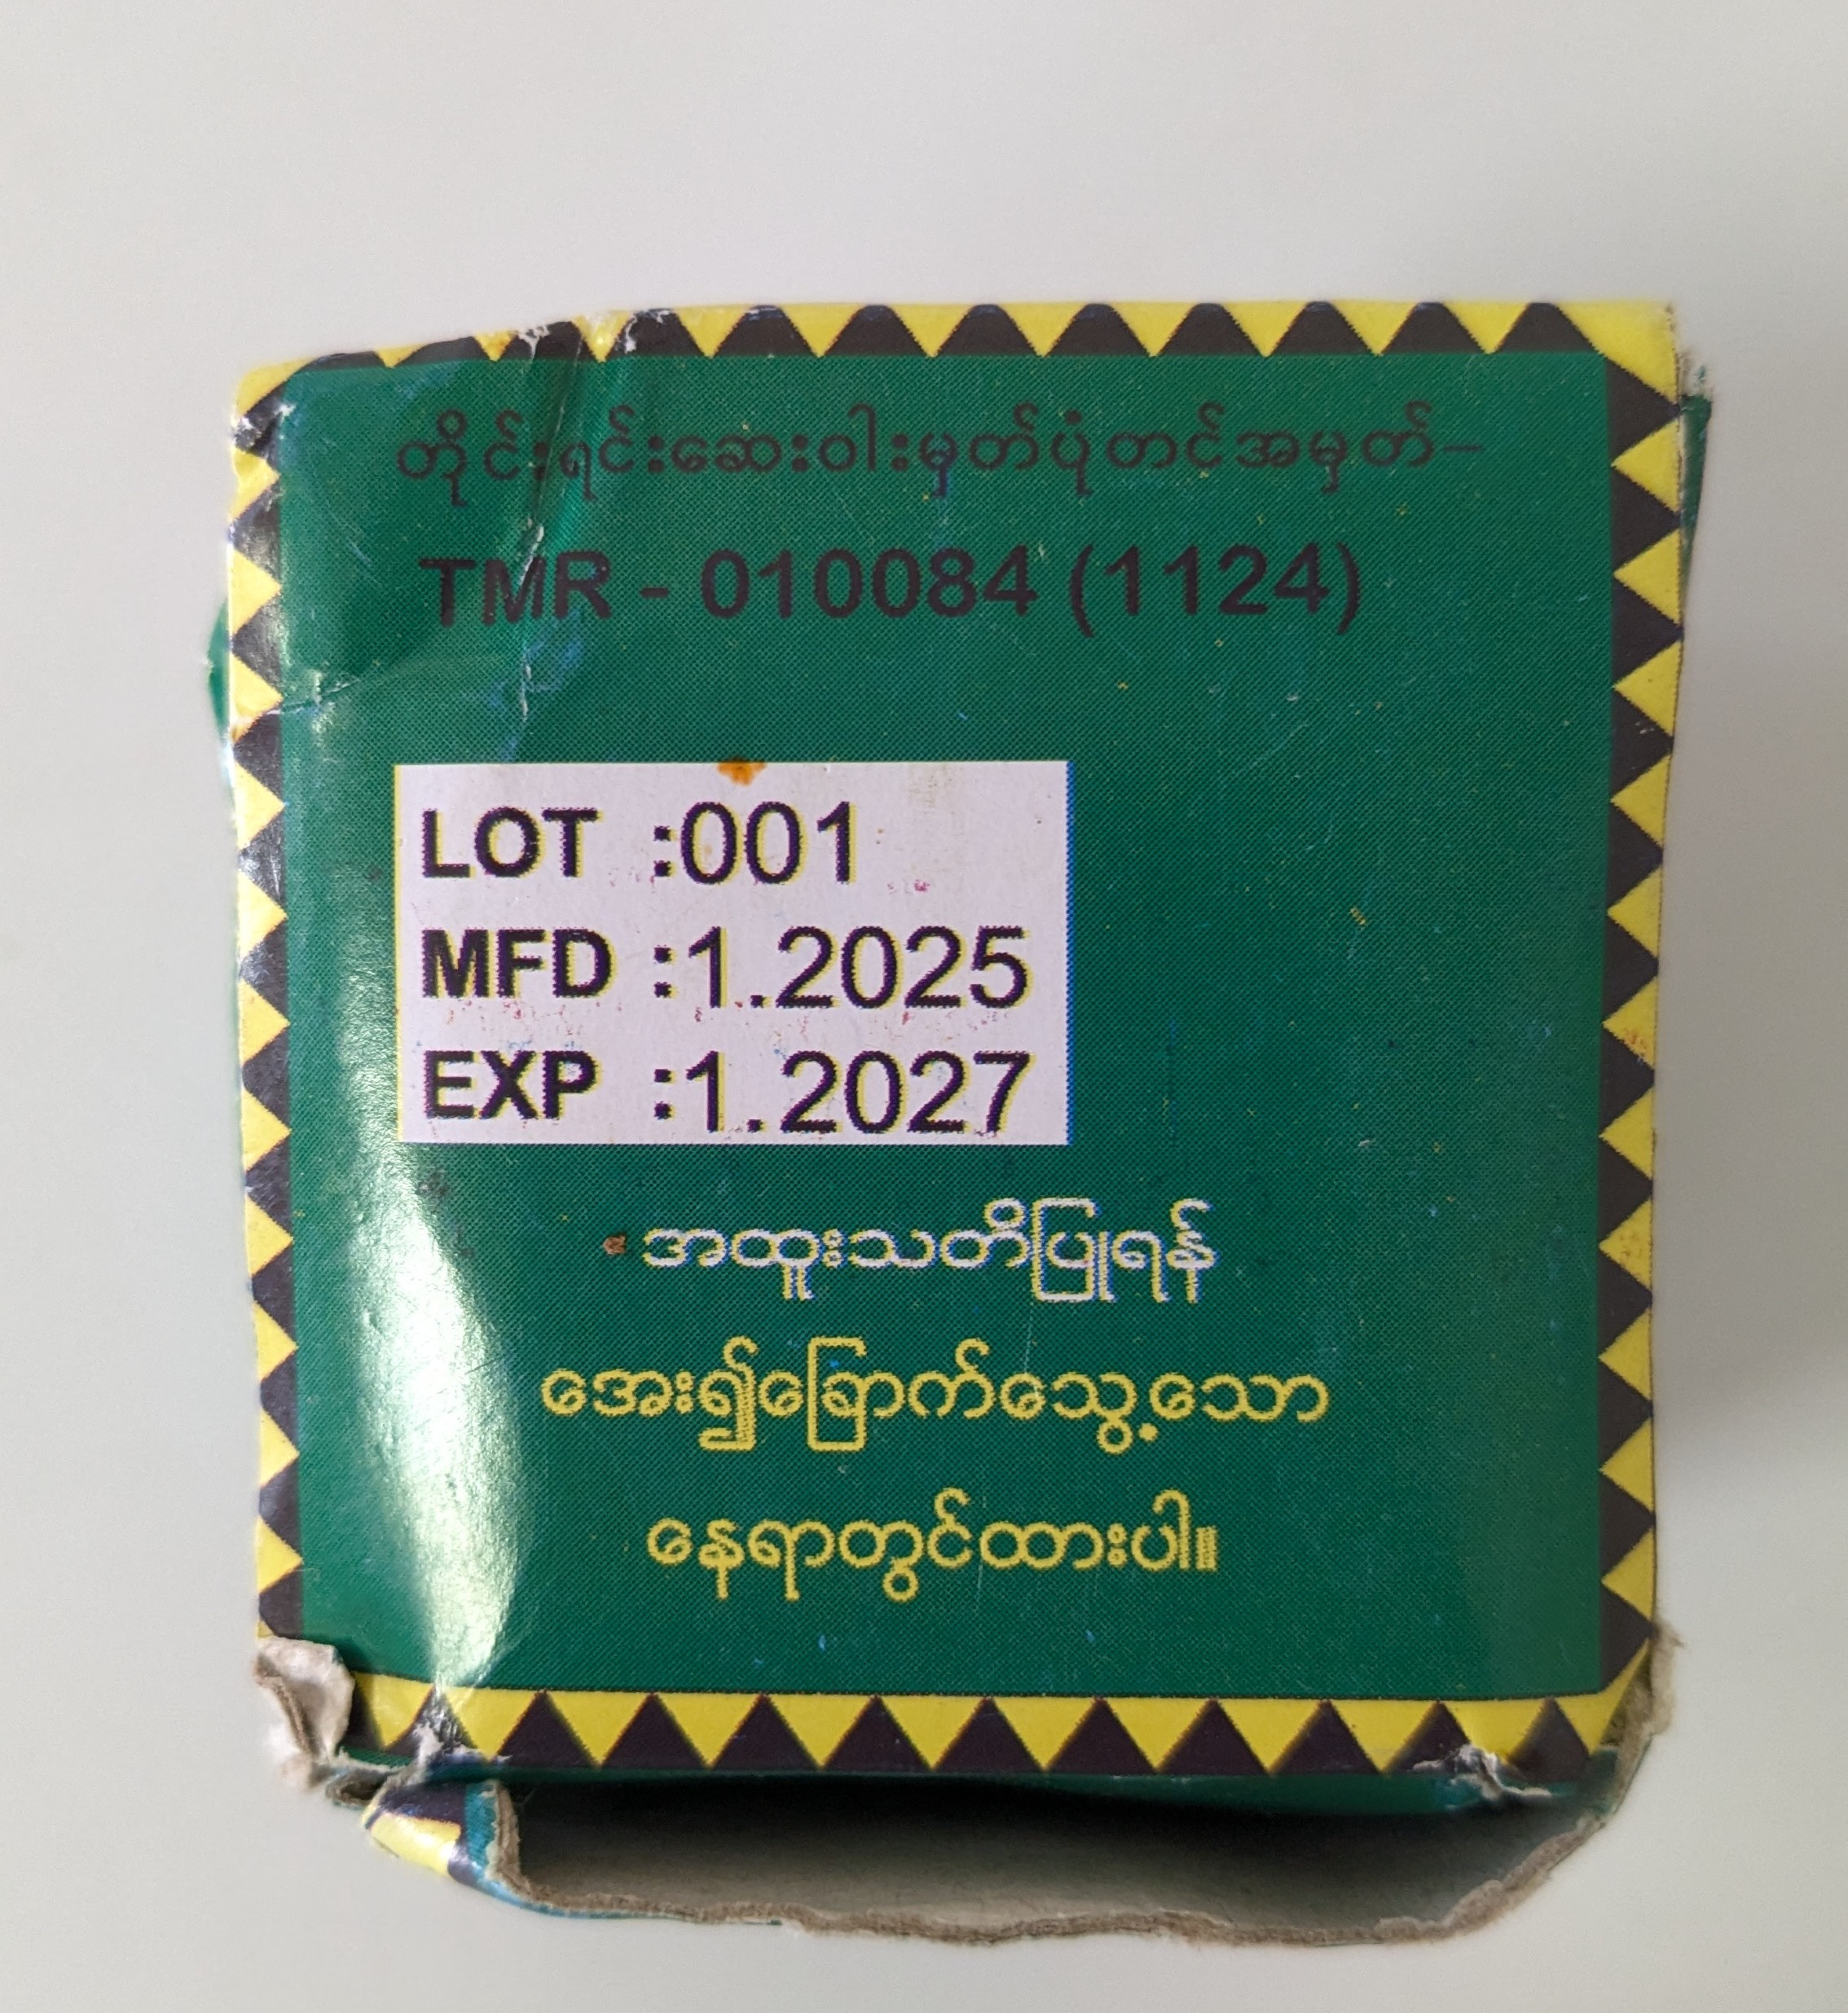 တိုင်းရင်းဆေးဝါးမှတ်ပုံတင်အမှတ်–
TMR - 010084 (1124)
LOT :001
MFD :1.2025
EXP :1.2027
အထူးသတိပြုရန်
အေး၍ခြောက်သွေ့သော
နေရာတွင်ထားပါ။